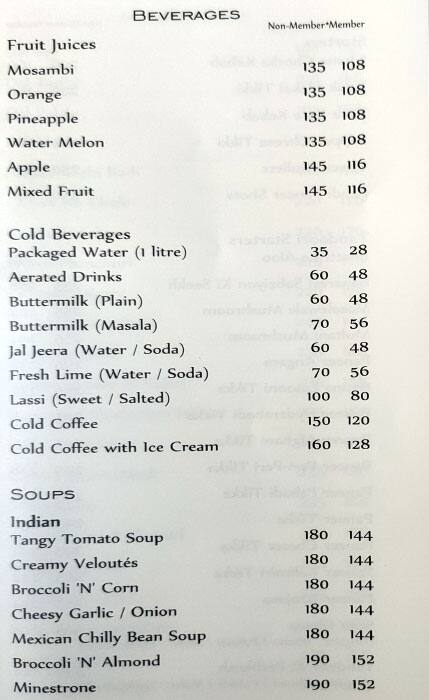 BEVERAGES
Non-Member*Member
Fruit Juices
Mosambi 135 108
Orange 135 108
Pineapple 135 108
Water Melon 135 108
Apple 145 116
Mixed Fruit 145 116
Cold Beverages
Packaged Water (1 litre) 35 28
Aerated Drinks 60 48
Buttermilk (Plain) 60 48
Buttermilk (Masala) 70 56
Jal Jeera (Water / Soda) 60 48
Fresh Lime (Water / Soda) 70 56
Lassi (Sweet / Salted) 100 80
Cold Coffee 150 120
Cold Coffee with Ice Cream 160 128
SOUPS
Indian
Tangy Tomato Soup 180 144
Creamy Veloutés 180 144
Broccoli 'N' Corn 180 144
Cheesy Garlic / Onion 180 144
Mexican Chilly Bean Soup 180 144
Broccoli 'N' Almond 190 152
Minestrone 190 152